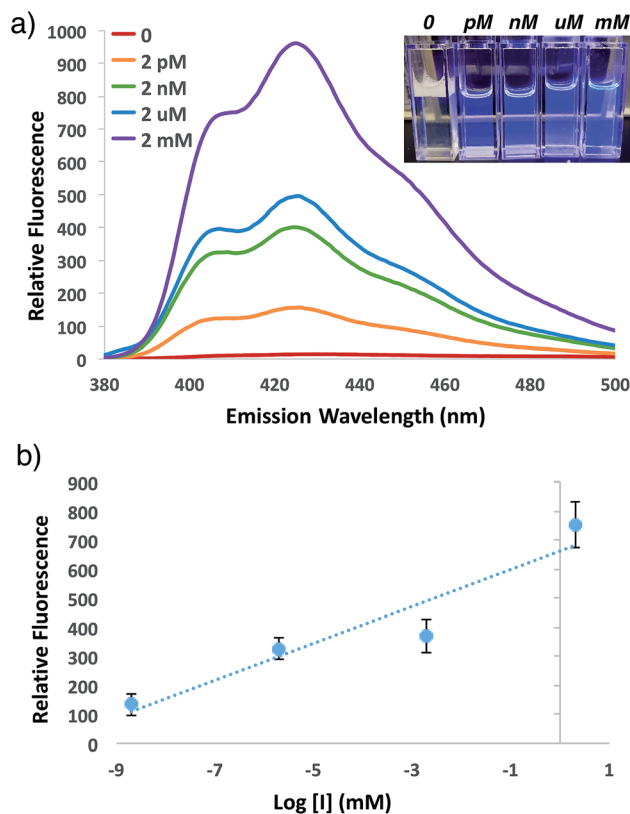 a)
0 pM nM uM mM
1000
900
800
700
600
500
400
300
200
100
0
0
2 pM
2 nM
2 uM
2 mM
Relative Fluorescence
380 400 420 440 460 480 500
Emission Wavelength (nm)
b)
900
800
700
600
500
400
300
200
100
0
Relative Fluorescence
-9 -7 -5 -3 -1 1
Log [I] (mM)